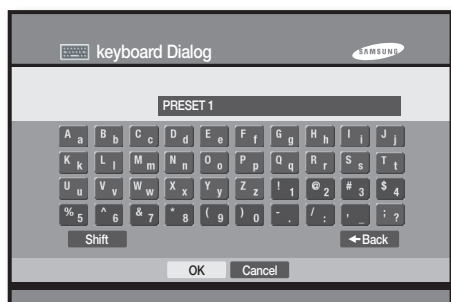 keyboard Dialog
SAMSUNG
PRESET 1
A a B b C c D d E e F f G g H h I i J j
K k L l M m N n O o P p Q q R r S s T t
U u V v W w X x Y y Z z ! 1 @ 2 # 3 $ 4
% 5 ^ 6 & 7 * 8 ( 9 ) 0 - . / : ' _ ; ?
Shift ←Back
OK Cancel